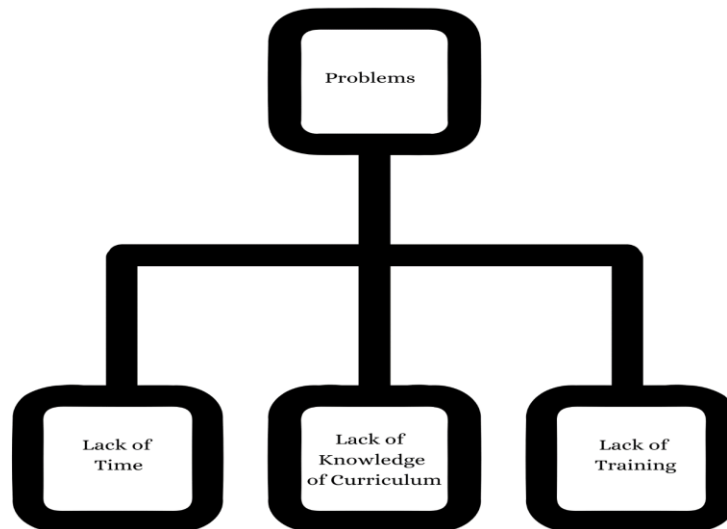 Problems
Lack of
Time
Lack of
Knowledge
of Curriculum
Lack of
Training